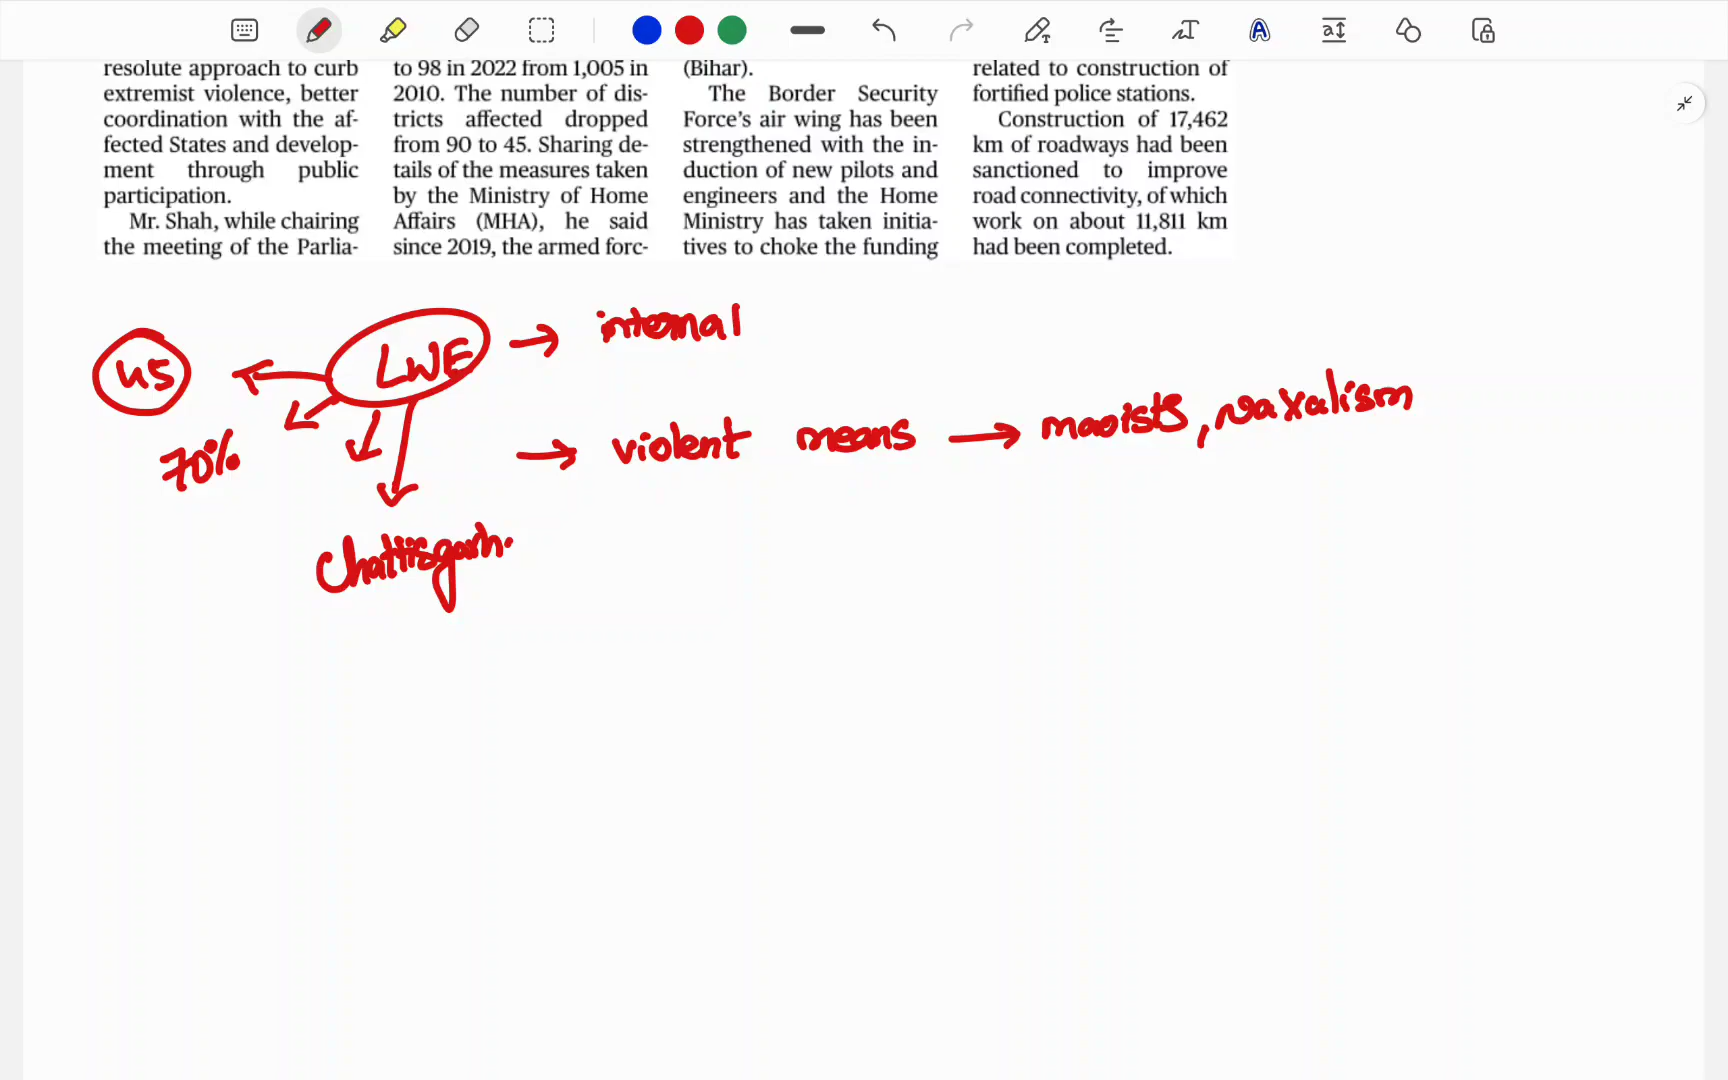 resolute approach to curb
extremist violence, better
coordination with the af-
fected States and develop-
ment through public
participation.
Mr. Shah, while chairing
the meeting of the Parlia-
to 98 in 2022 from 1,005 in
2010. The number of dis-
tricts affected dropped
from 90 to 45. Sharing de-
tails of the measures taken
by the Ministry of Home
Affairs (MHA), he said
since 2019, the armed forc-
(Bihar).
The Border Security
Force's air wing has been
strengthened with the in-
duction of new pilots and
engineers and the Home
Ministry has taken initia-
tives to choke the funding
related to construction of
fortified police stations.
Construction of 17,462
km of roadways had been
sanctioned to improve
road connectivity, of which
work on about 11,811 km
had been completed.
45 LWE → internal
70% → violent means → maoists, Naxalism
Chattisgarh.